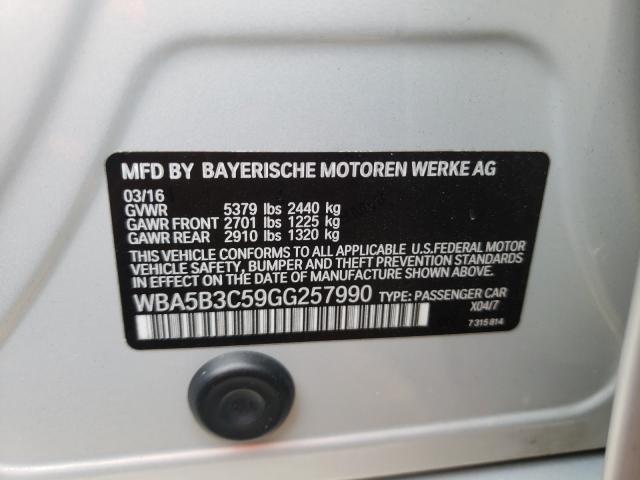 MFD BY BAYERISCHE MOTOREN WERKE AG
03/16
GVWR 5379 lbs 2440 kg
GAWR FRONT 2701 lbs 1225 kg
GAWR REAR 2910 lbs 1320 kg
THIS VEHICLE CONFORMS TO ALL APPLICABLE U.S.FEDERAL MOTOR
VEHICLE SAFETY, BUMPER AND THEFT PREVENTION STANDARDS
IN EFFECT ON THE DATE OF MANUFACTURE SHOWN ABOVE.
WBA5B3C59GG257990 TYPE: PASSENGER CAR
X04/7
7 315 814